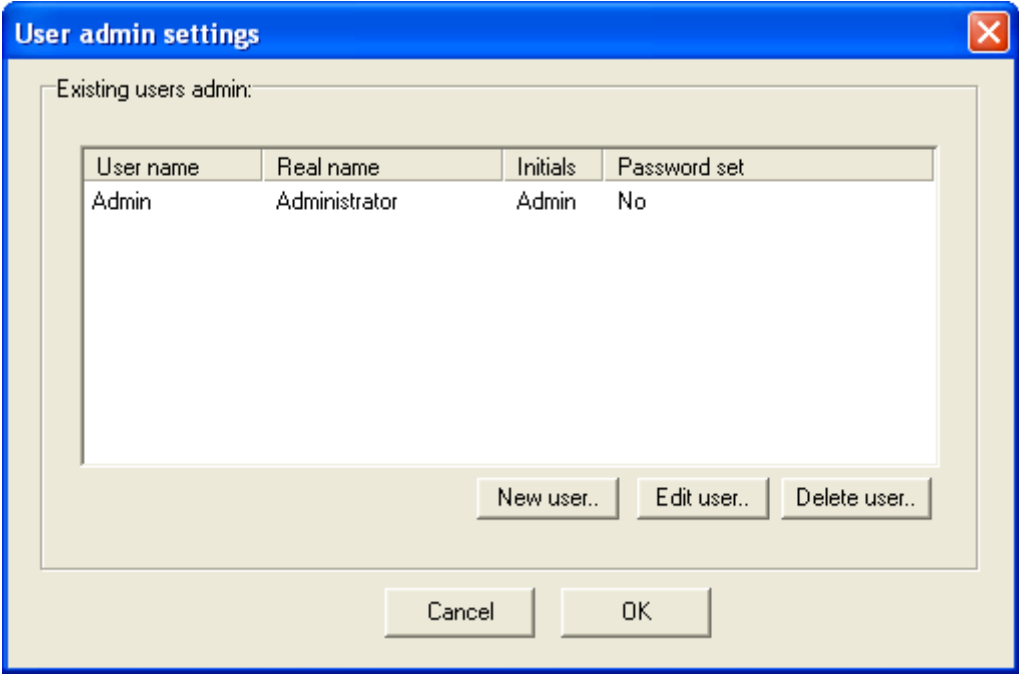 User admin settings
Existing users admin:
User name Real name Initials Password set
Admin Administrator Admin No
New user.. Edit user.. Delete user..
Cancel OK